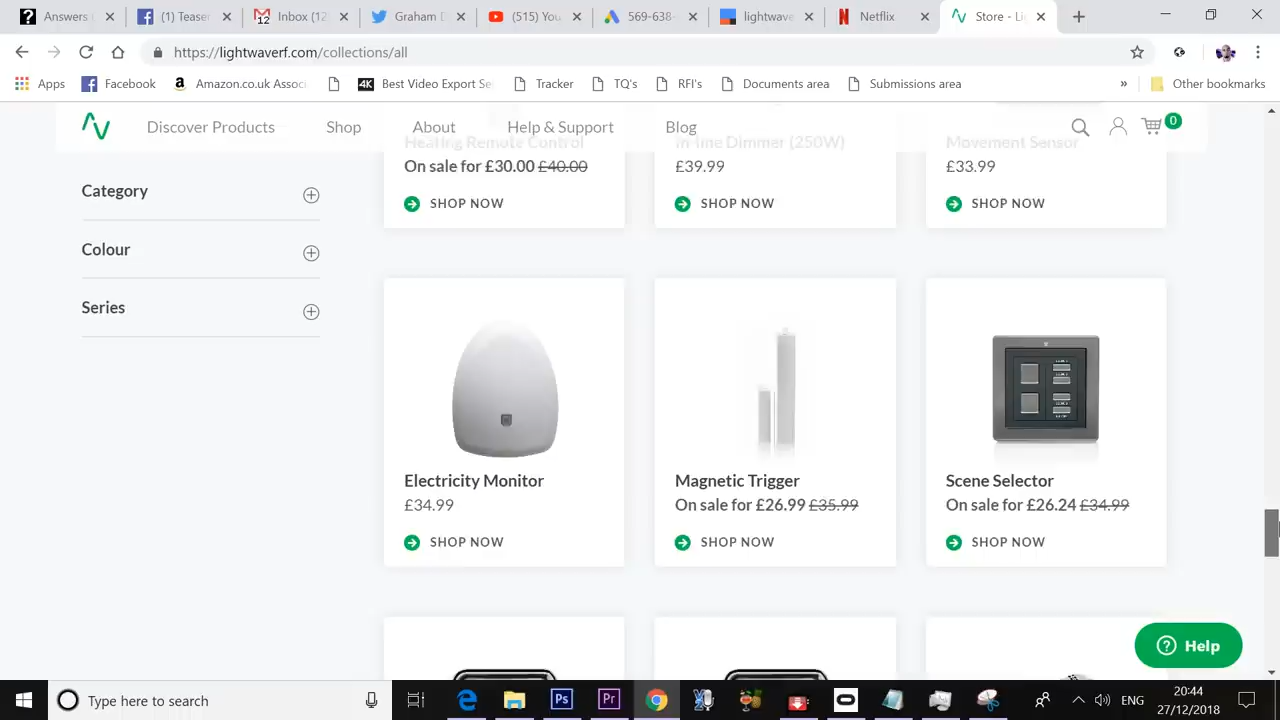 Answers
(1) Teaser
Inbox (12
Graham D
(515) You
569-638-
lightwave
Netflix
Store - Li
https://lightwaverf.com/collections/all
Apps
Facebook
Amazon.co.uk Associ
4K
Best Video Export Se
Tracker
TQ's
RFI's
Documents area
Submissions area
»
Other bookmarks
Discover Products
Shop
About
Help & Support
Blog
0
Heating Remote Control
In-line Dimmer (250W)
Movement Sensor
On sale for £30.00 £40.00
£39.99
£33.99
SHOP NOW
SHOP NOW
SHOP NOW
Category
Colour
Series
Electricity Monitor
Magnetic Trigger
Scene Selector
£34.99
On sale for £26.99 £35.99
On sale for £26.24 £34.99
SHOP NOW
SHOP NOW
SHOP NOW
? Help
Type here to search
Ps
Pr
ENG
20:44
27/12/2018